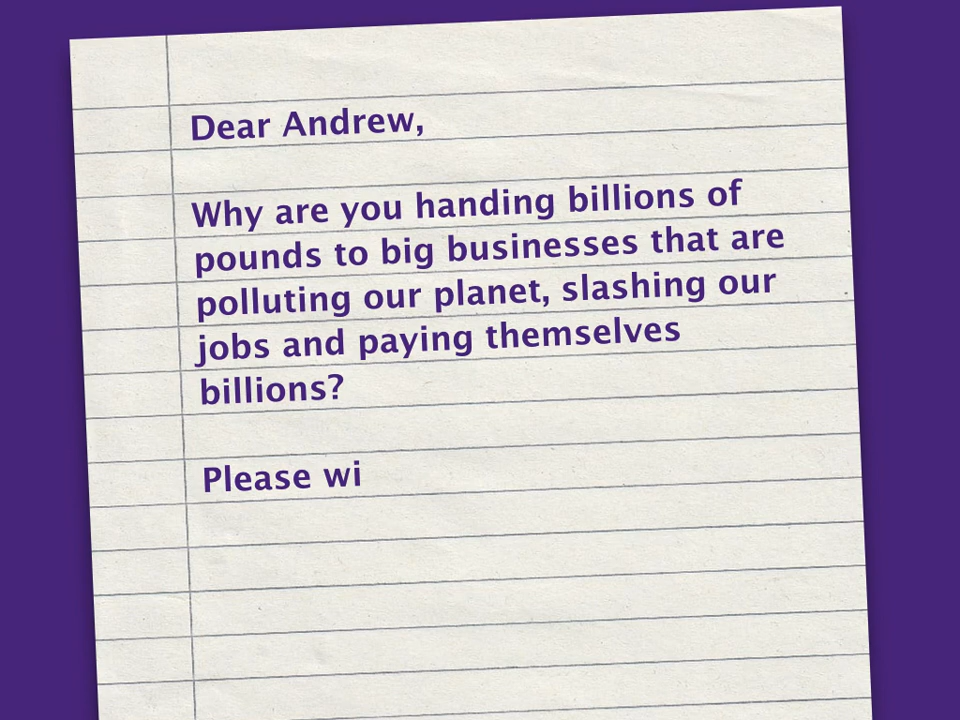 Dear Andrew,
Why are you handing billions of
pounds to big businesses that are
polluting our planet, slashing our
jobs and paying themselves
billions?
Please wi